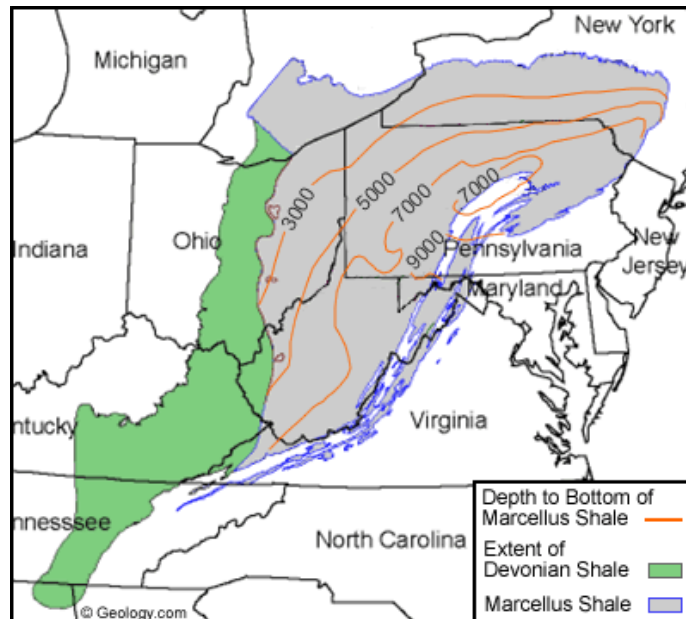 New York
Michigan
3000
5000
7000
7000
9000
Indiana
Ohio
Pennsylvania
New
Jersey
Maryland
ntucky
Virginia
nnesssee
North Carolina
Depth to Bottom of
Marcellus Shale
Extent of
Devonian Shale
Marcellus Shale
© Geology.com